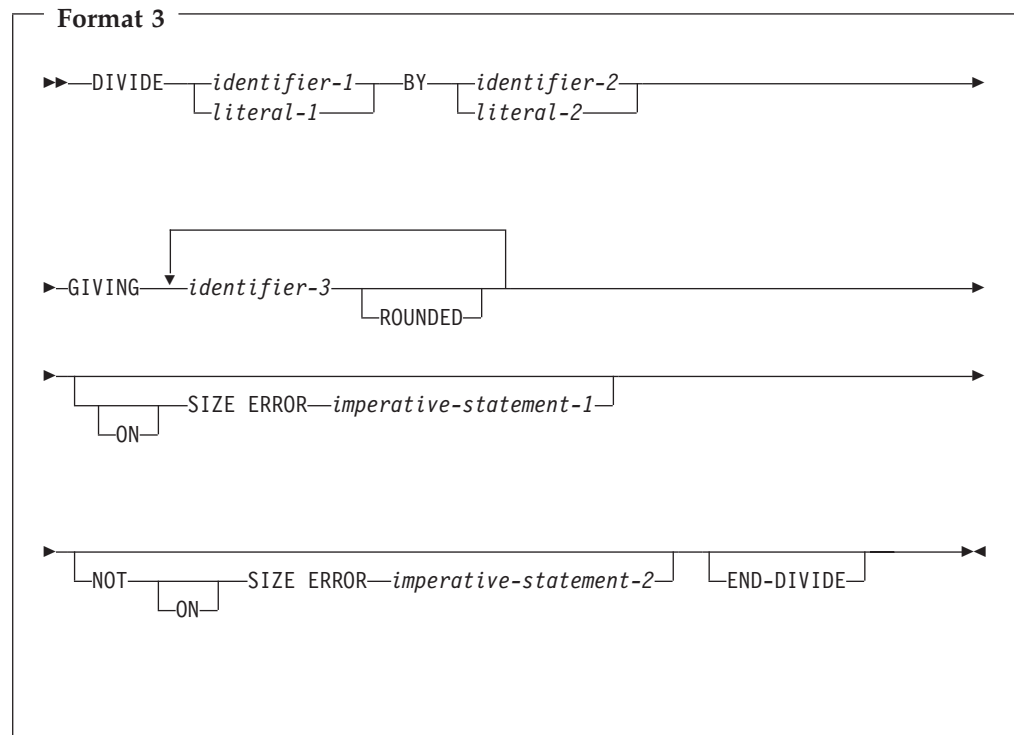 Format 3
DIVIDE identifier-1 BY identifier-2
literal-1 literal-2
GIVING identifier-3
ROUNDED
SIZE ERROR imperative-statement-1
ON
NOT SIZE ERROR imperative-statement-2 END-DIVIDE
ON